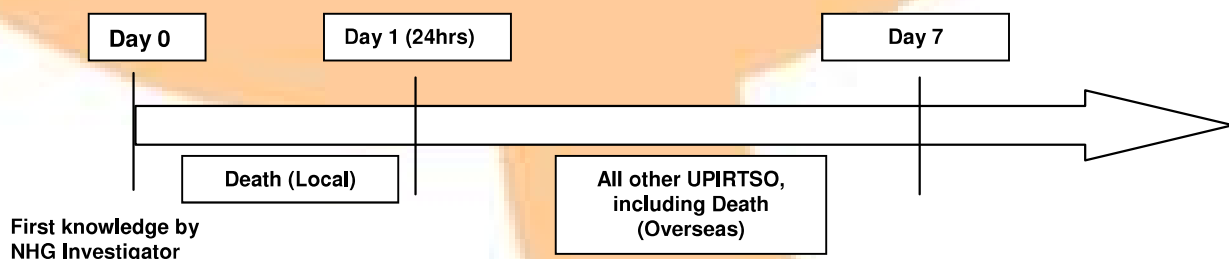 Day 0
Day 1 (24hrs)
Day 7
Death (Local)
All other UPIRTSO,
including Death
(Overseas)
First knowledge by
NHG Investigator